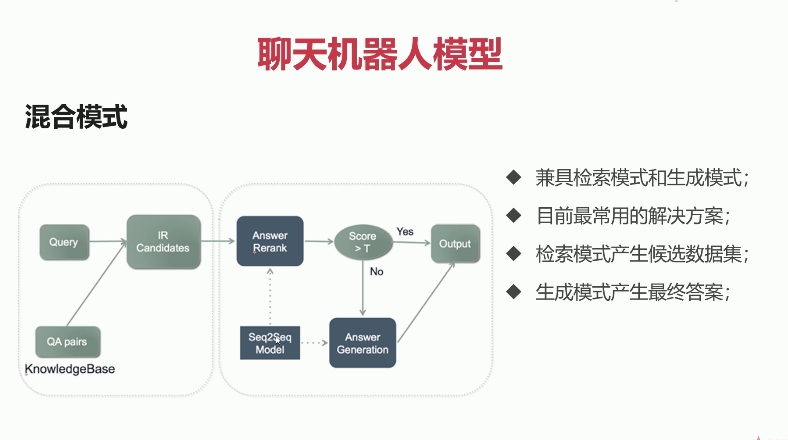 聊天机器人模型
混合模式
Query
IR
Candidates
QA pairs
KnowledgeBase
Answer
Rerank
Score
> T
Yes
No
Output
Seq2Seq
Model
Answer
Generation
◆ 兼具检索模式和生成模式;
◆ 目前最常用的解决方案;
◆ 检索模式产生候选数据集;
◆ 生成模式产生最终答案;